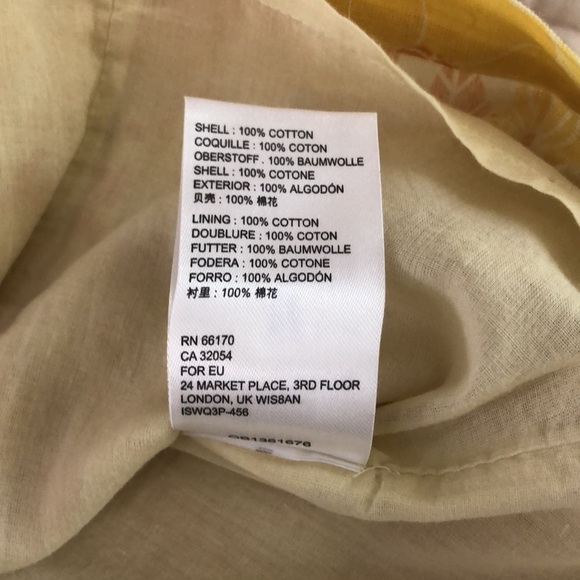 SHELL : 100% COTTON
COQUILLE : 100% COTON
OBERSTOFF . 100% BAUMWOLLE
SHELL : 100% COTONE
EXTERIOR : 100% ALGODÓN
贝壳 : 100% 棉花
LINING : 100% COTTON
DOUBLURE : 100% COTON
FUTTER : 100% BAUMWOLLE
FODERA : 100% COTONE
FORRO : 100% ALGODÓN
衬里 : 100% 棉花
RN 66170
CA 32054
FOR EU
24 MARKET PLACE, 3RD FLOOR
LONDON, UK WIS8AN
ISWQ3P-456